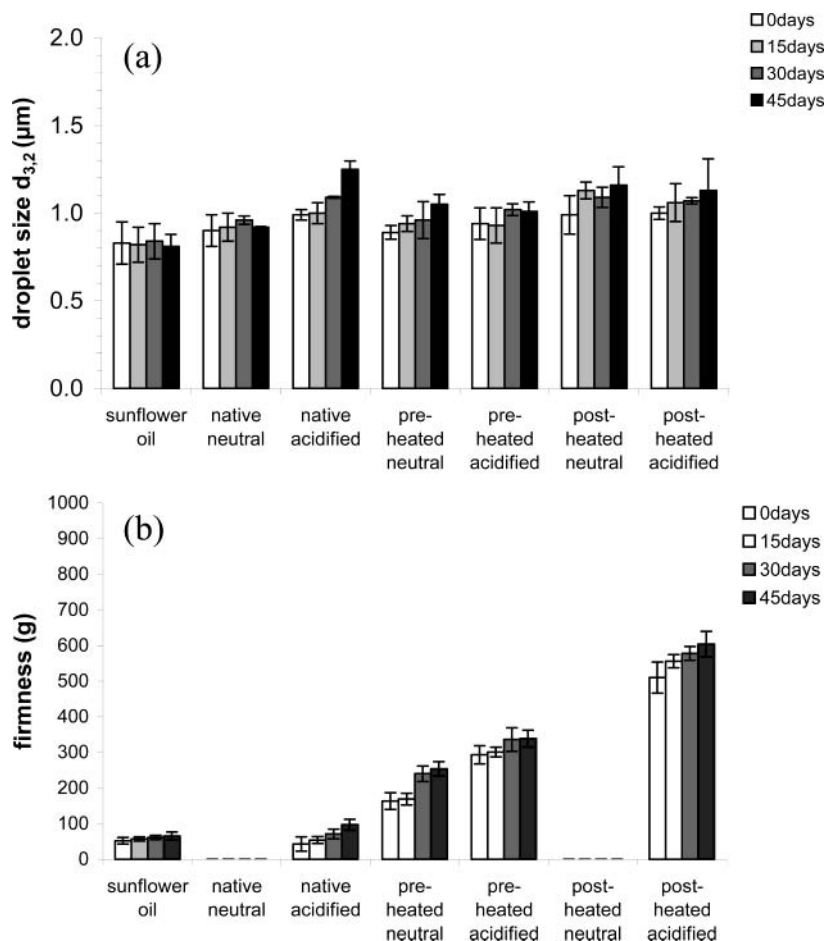 (a)
0days
15days
30days
45days
droplet size d3,2 (µm)
2.0
1.5
1.0
0.5
0.0
sunflower oil
native neutral
native acidified
pre-heated neutral
pre-heated acidified
post-heated neutral
post-heated acidified
(b)
0days
15days
30days
45days
firmness (g)
1000
900
800
700
600
500
400
300
200
100
0
sunflower oil
native neutral
native acidified
pre-heated neutral
pre-heated acidified
post-heated neutral
post-heated acidified